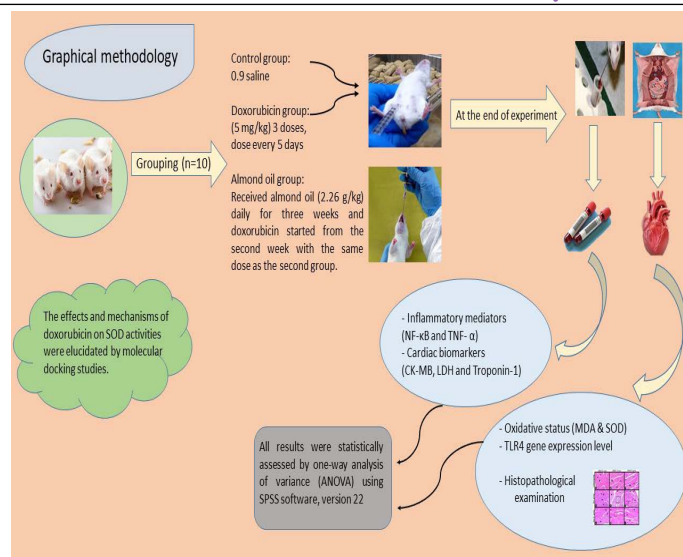 Graphical methodology
Control group:
0.9 saline
Doxorubicin group:
(5 mg/kg) 3 doses,
dose every 5 days
Almond oil group:
Received almond oil (2.26 g/kg)
daily for three weeks and
doxorubicin started from the
second week with the same
dose as the second group.
Grouping (n=10)
At the end of experiment
The effects and mechanisms of
doxorubicin on SOD activities
were elucidated by molecular
docking studies.
- Inflammatory mediators
(NF-κB and TNF- α)
- Cardiac biomarkers
(CK-MB, LDH and Troponin-1)
- Oxidative status (MDA & SOD)
- TLR4 gene expression level
- Histopathological
examination
All results were statistically
assessed by one-way analysis
of variance (ANOVA) using
SPSS software, version 22